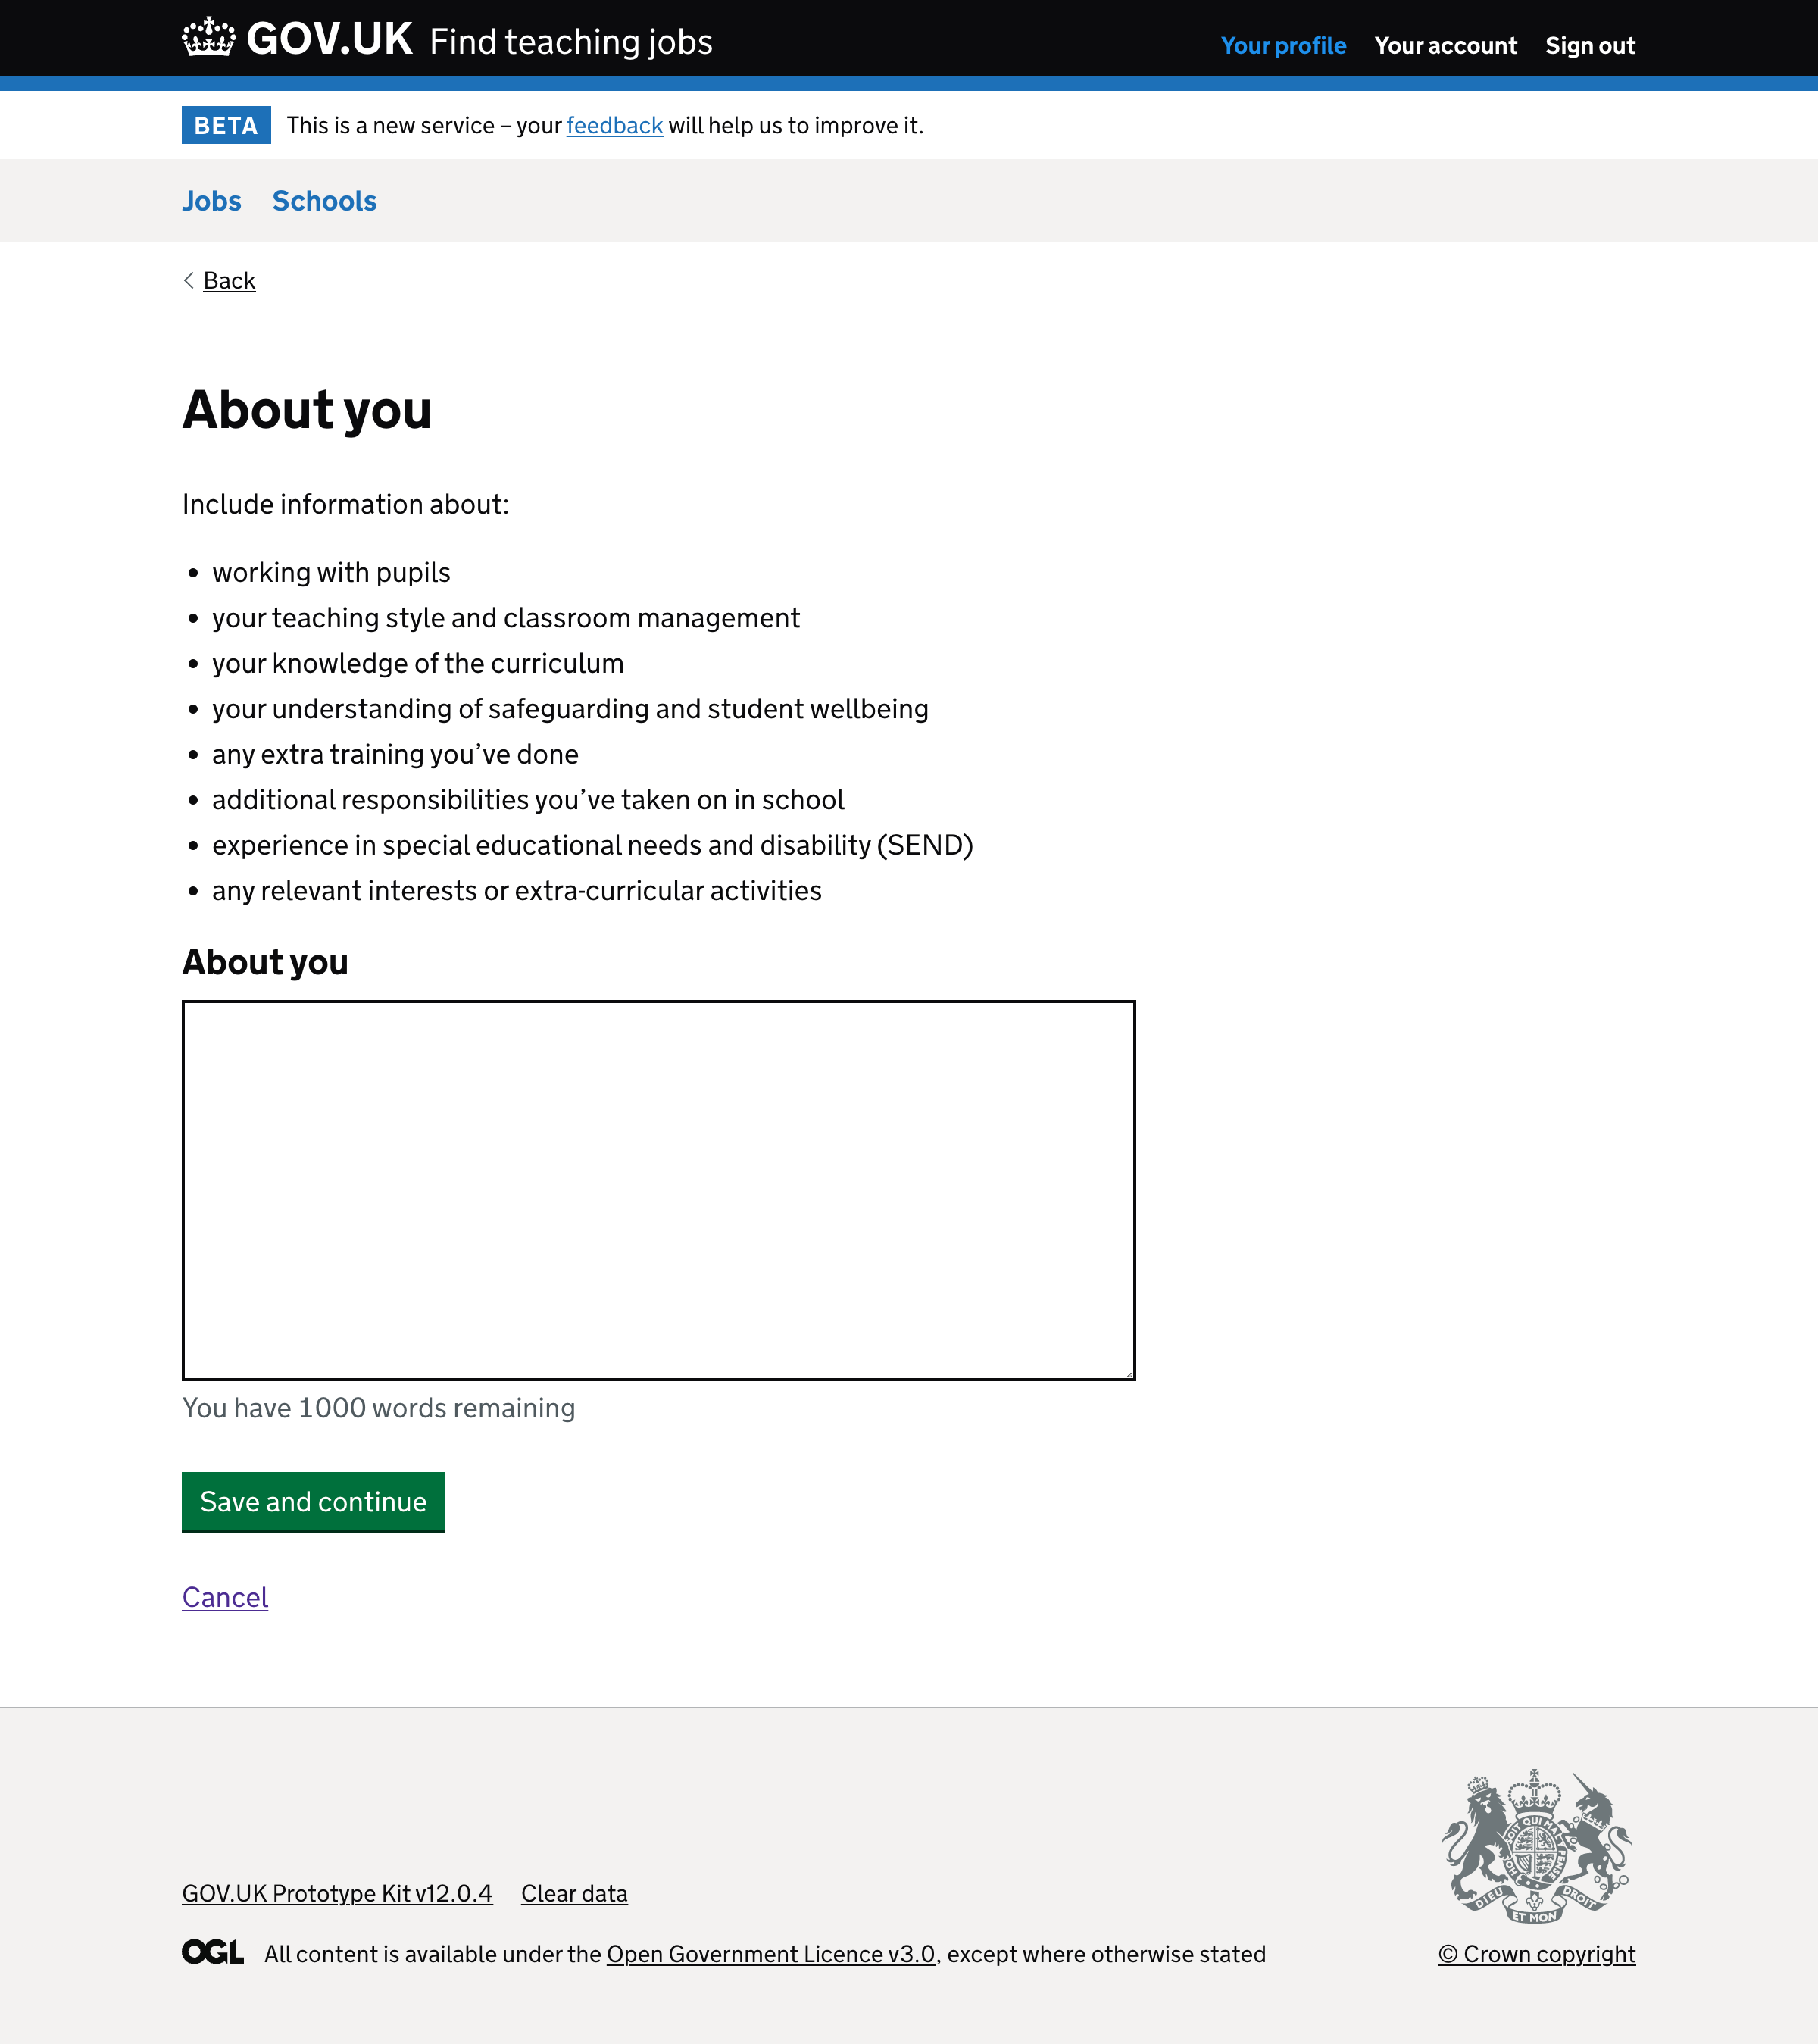 GOV.UK Find teaching jobs
Your profile Your account Sign out
BETA This is a new service – your feedback will help us to improve it.
Jobs Schools
Back
About you
Include information about:
• working with pupils
• your teaching style and classroom management
• your knowledge of the curriculum
• your understanding of safeguarding and student wellbeing
• any extra training you’ve done
• additional responsibilities you’ve taken on in school
• experience in special educational needs and disability (SEND)
• any relevant interests or extra-curricular activities
About you
You have 1000 words remaining
Save and continue
Cancel
DIEU ET MON DROIT
GOV.UK Prototype Kit v12.0.4 Clear data
OGL All content is available under the Open Government Licence v3.0, except where otherwise stated
© Crown copyright